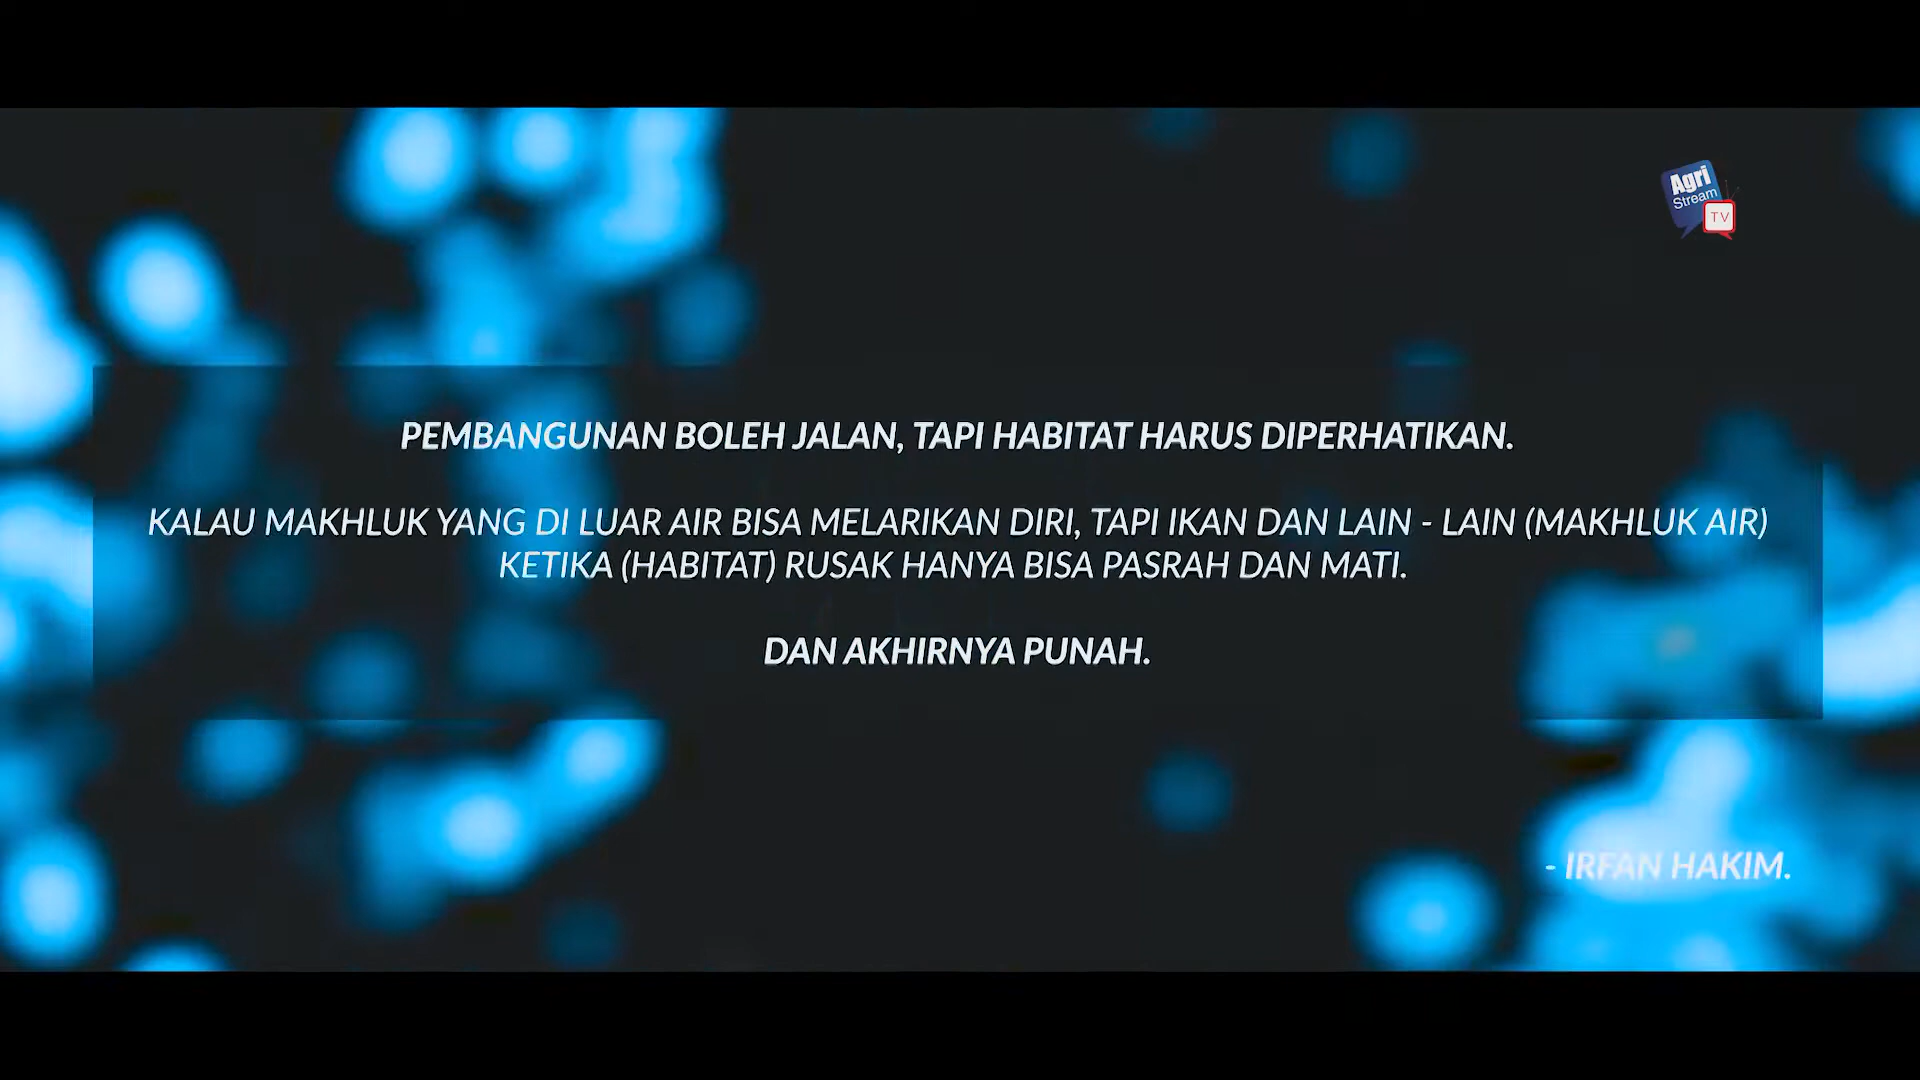 Agri
Stream
TV
PEMBANGUNAN BOLEH JALAN, TAPI HABITAT HARUS DIPERHATIKAN.
KALAU MAKHLUK YANG DI LUAR AIR BISA MELARIKAN DIRI, TAPI IKAN DAN LAIN - LAIN (MAKHLUK AIR)
KETIKA (HABITAT) RUSAK HANYA BISA PASRAH DAN MATI.
DAN AKHIRNYA PUNAH.
- IRFAN HAKIM.